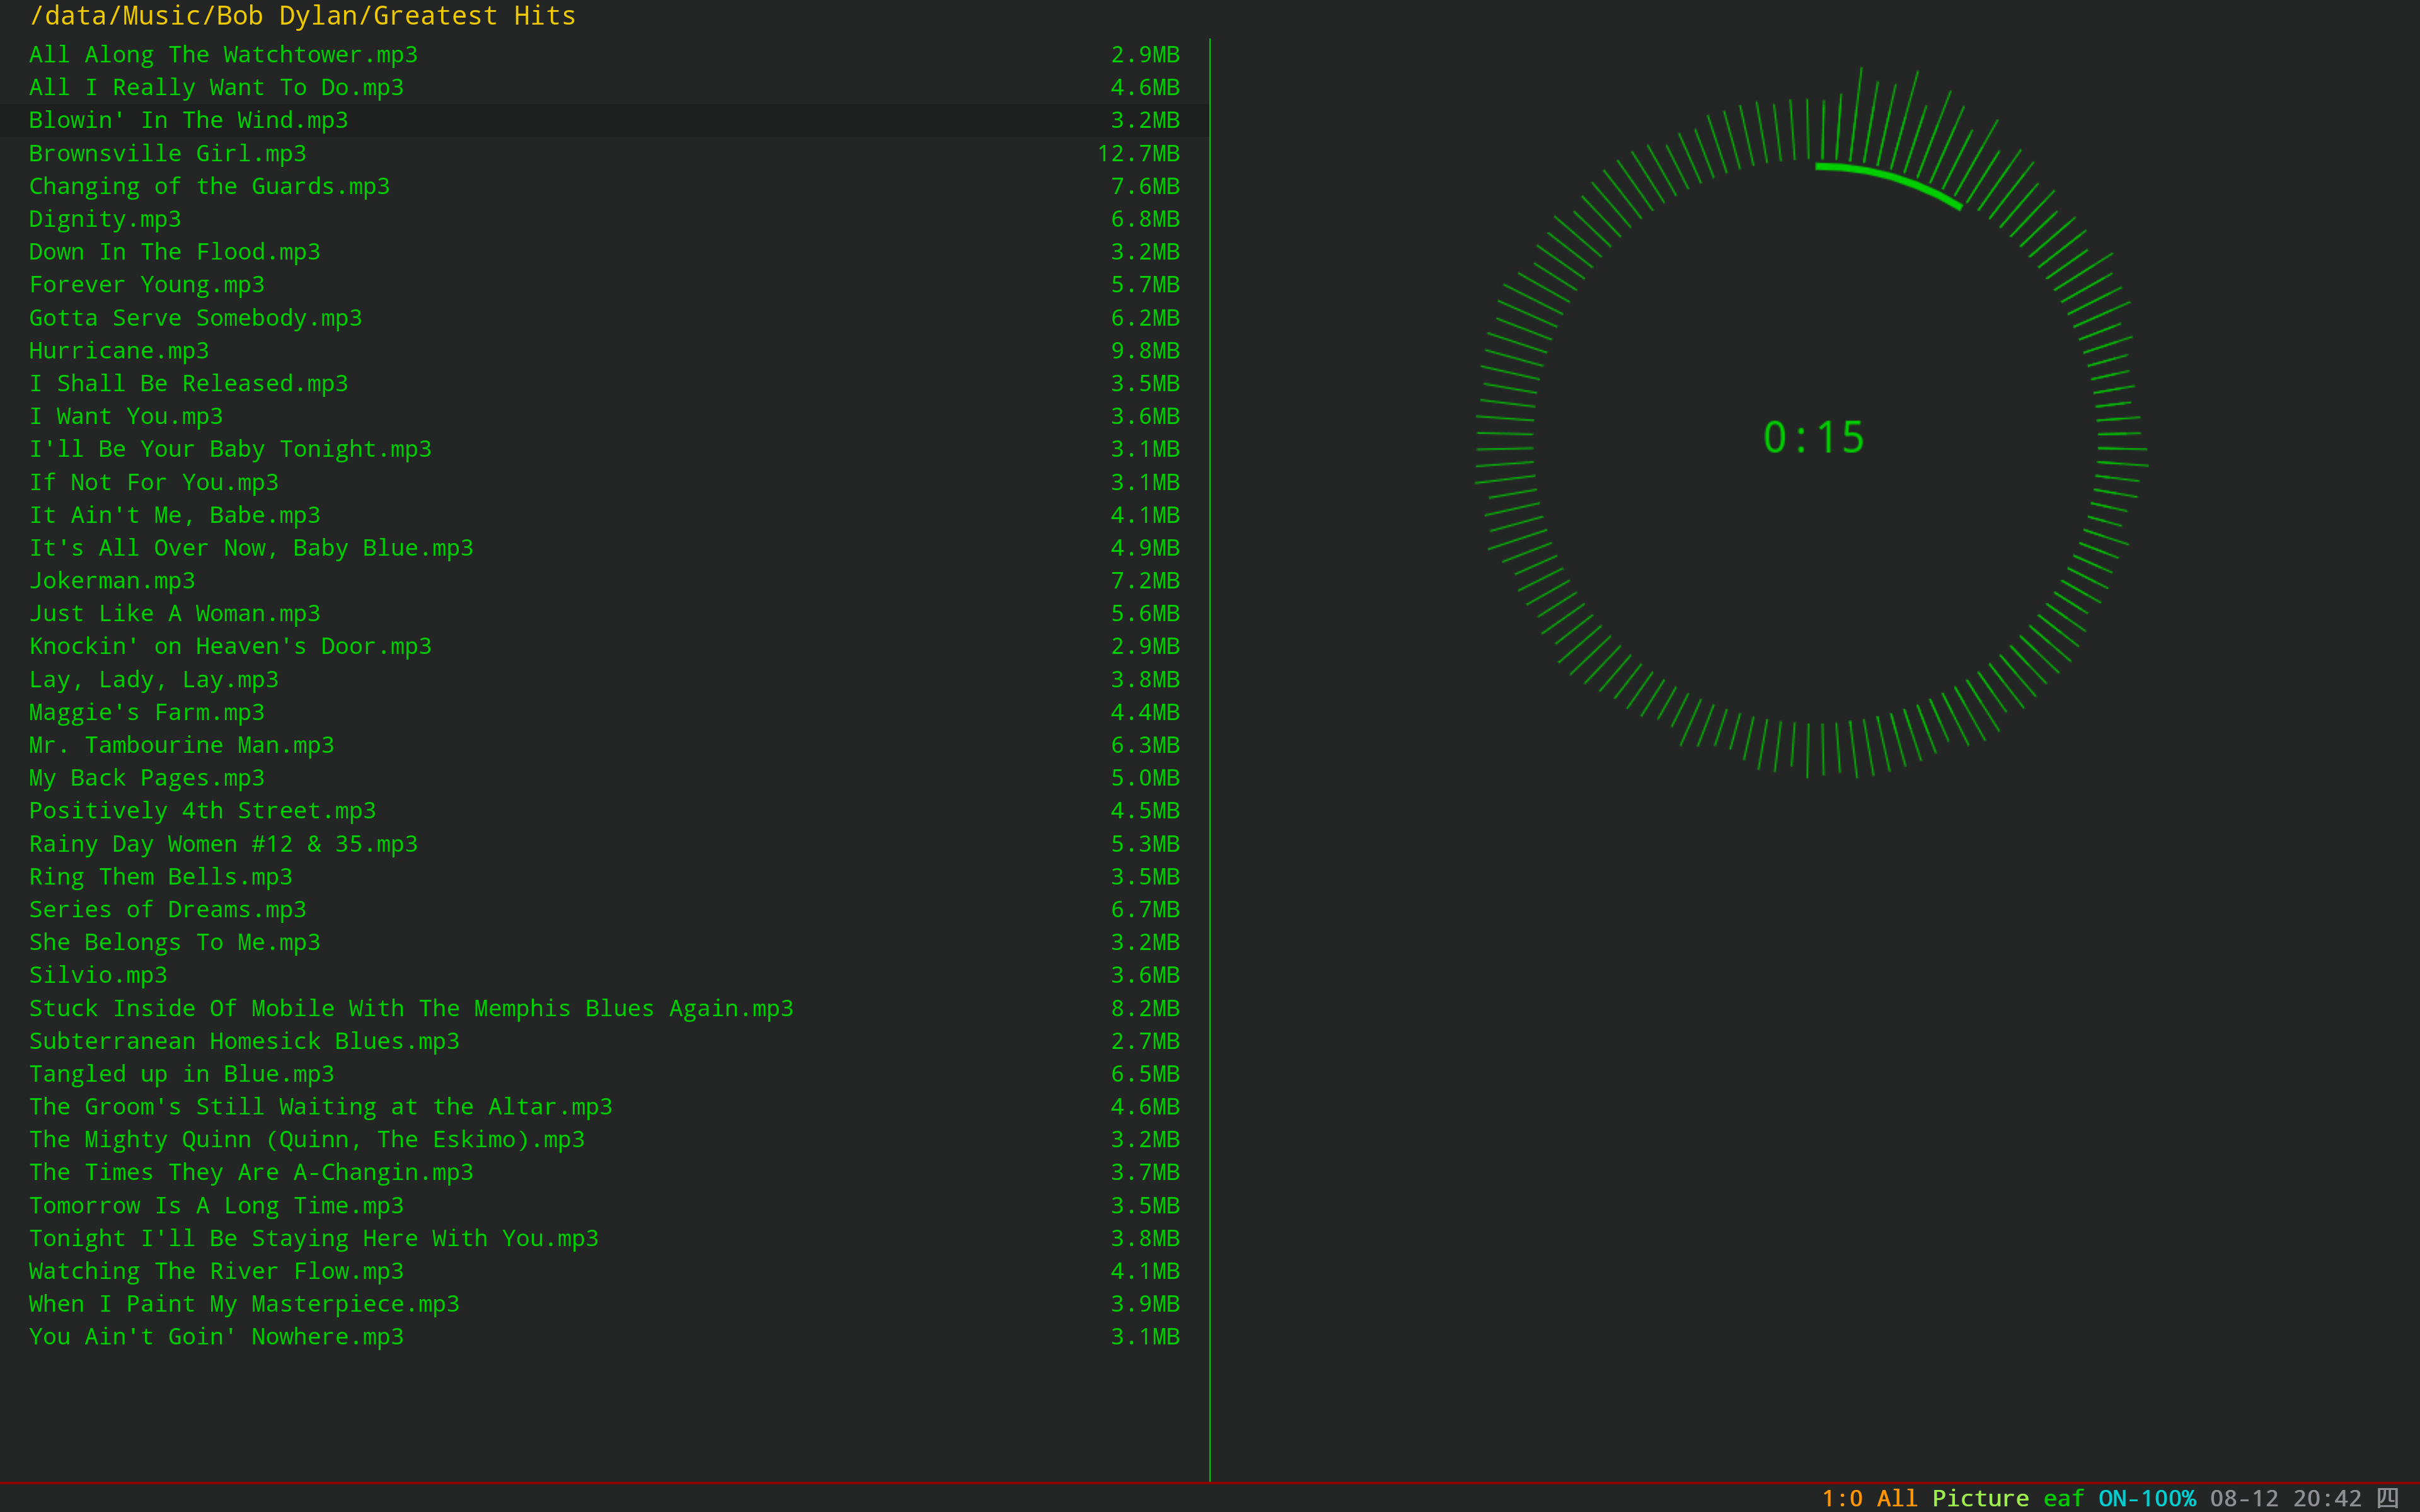 /data/Music/Bob Dylan/Greatest Hits
All Along The Watchtower.mp3 2.9MB
All I Really Want To Do.mp3 4.6MB
Blowin' In The Wind.mp3 3.2MB
Brownsville Girl.mp3 12.7MB
Changing of the Guards.mp3 7.6MB
Dignity.mp3 6.8MB
Down In The Flood.mp3 3.2MB
Forever Young.mp3 5.7MB
Gotta Serve Somebody.mp3 6.2MB
Hurricane.mp3 9.8MB
I Shall Be Released.mp3 3.5MB
I Want You.mp3 3.6MB
I'll Be Your Baby Tonight.mp3 3.1MB
If Not For You.mp3 3.1MB
It Ain't Me, Babe.mp3 4.1MB
It's All Over Now, Baby Blue.mp3 4.9MB
Jokerman.mp3 7.2MB
Just Like A Woman.mp3 5.6MB
Knockin' on Heaven's Door.mp3 2.9MB
Lay, Lady, Lay.mp3 3.8MB
Maggie's Farm.mp3 4.4MB
Mr. Tambourine Man.mp3 6.3MB
My Back Pages.mp3 5.0MB
Positively 4th Street.mp3 4.5MB
Rainy Day Women #12 & 35.mp3 5.3MB
Ring Them Bells.mp3 3.5MB
Series of Dreams.mp3 6.7MB
She Belongs To Me.mp3 3.2MB
Silvio.mp3 3.6MB
Stuck Inside Of Mobile With The Memphis Blues Again.mp3 8.2MB
Subterranean Homesick Blues.mp3 2.7MB
Tangled up in Blue.mp3 6.5MB
The Groom's Still Waiting at the Altar.mp3 4.6MB
The Mighty Quinn (Quinn, The Eskimo).mp3 3.2MB
The Times They Are A-Changin.mp3 3.7MB
Tomorrow Is A Long Time.mp3 3.5MB
Tonight I'll Be Staying Here With You.mp3 3.8MB
Watching The River Flow.mp3 4.1MB
When I Paint My Masterpiece.mp3 3.9MB
You Ain't Goin' Nowhere.mp3 3.1MB
0:15
1:0 All Picture eaf ON-100% 08-12 20:42 四